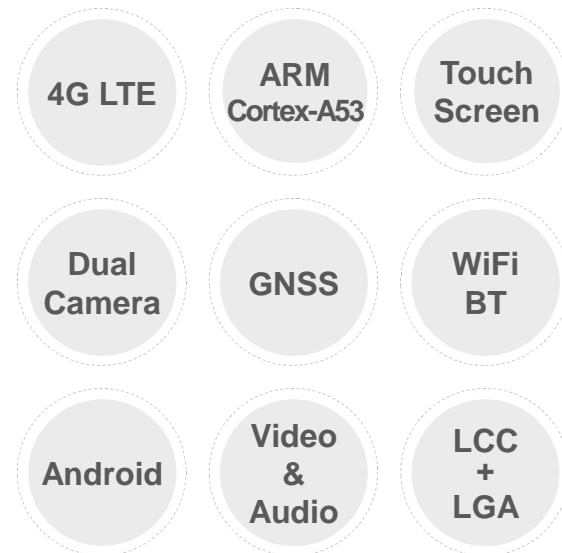 4G LTE
ARM
Cortex-A53
Touch
Screen
Dual
Camera
GNSS
WiFi
BT
Android
Video
&
Audio
LCC
+
LGA